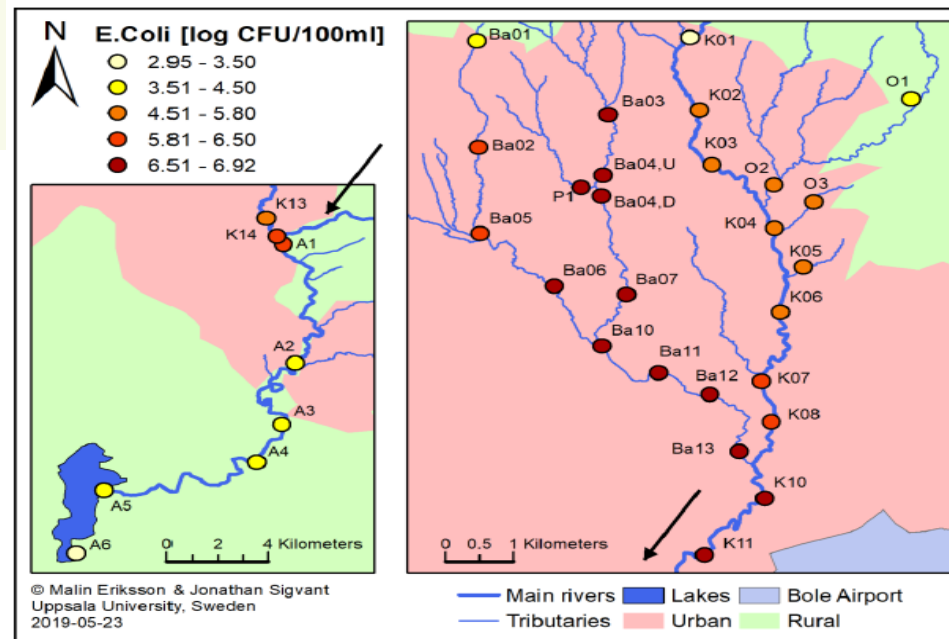 N
E.Coli [log CFU/100ml]
2.95 - 3.50
3.51 - 4.50
4.51 - 5.80
5.81 - 6.50
6.51 - 6.92
K13
K14
A1
A2
A3
A4
A5
A6
0 2 4 Kilometers
© Malin Eriksson & Jonathan Sigvant
Uppsala University, Sweden
2019-05-23
Ba01
K01
O1
Ba03
K02
Ba02
K03
Ba04,U
P1
Ba04,D
O2
O3
Ba05
K04
K05
Ba06
Ba07
K06
Ba10
Ba11
K07
Ba12
K08
Ba13
K10
K11
0 0.5 1 Kilometers
Main rivers Lakes Bole Airport
Tributaries Urban Rural